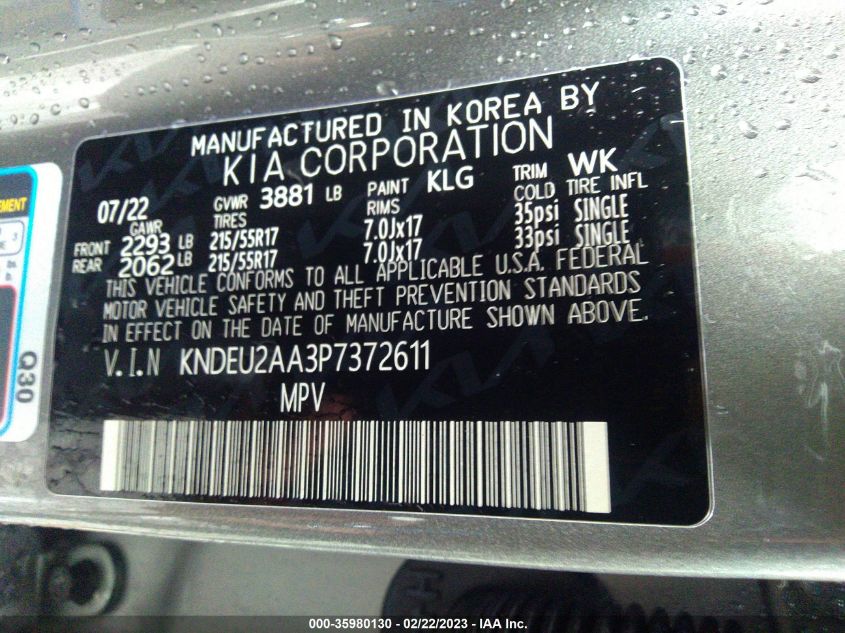 MANUFACTURED IN KOREA BY
KIA CORPORATION
07/22 GVWR 3881 LB PAINT KLG TRIM WK
GAWR TIRES RIMS COLD TIRE INFL
FRONT 2293 LB 215/55R17 7.0Jx17 35psi SINGLE
REAR 2062 LB 215/55R17 7.0Jx17 33psi SINGLE
THIS VEHICLE CONFORMS TO ALL APPLICABLE U.S.A. FEDERAL
MOTOR VEHICLE SAFETY AND THEFT PREVENTION STANDARDS
IN EFFECT ON THE DATE OF MANUFACTURE SHOWN ABOVE.
V.I.N KNDEU2AA3P7372611
MPV
Q30
000-35980130 - 02/22/2023 - IAA Inc.